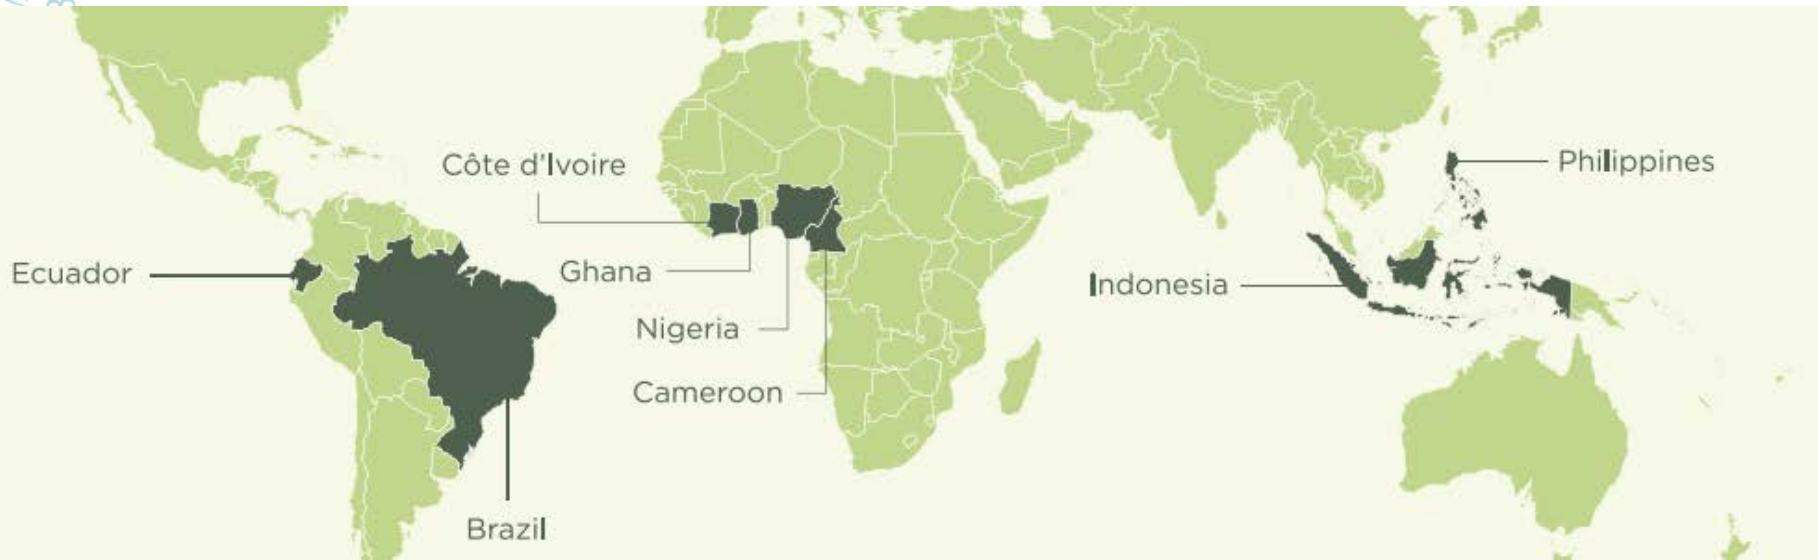 Côte d'Ivoire
Philippines
Ecuador
Ghana
Indonesia
Nigeria
Cameroon
Brazil